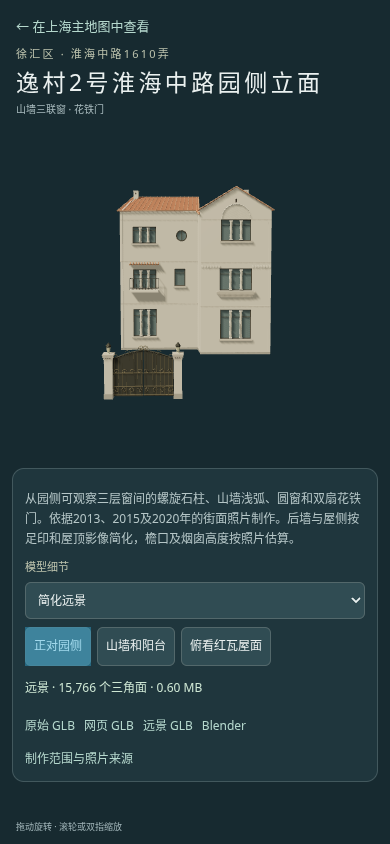 ← 在上海主地图中查看
徐汇区 · 淮海中路1610弄
逸村2号淮海中路园侧立面
山墙三联窗 · 花铁门
从园侧可观察三层窗间的螺旋石柱、山墙浅弧、圆窗和双扇花铁
门。依据2013、2015及2020年的街面照片制作。后墙与屋侧按
足印和屋顶影像简化，檐口及烟囱高度按照片估算。
模型细节
简化远景
正对园侧 山墙和阳台 俯看红瓦屋面
远景 · 15,766 个三角面 · 0.60 MB
原始 GLB 网页 GLB 远景 GLB Blender
制作范围与照片来源
拖动旋转 · 滚轮或双指缩放